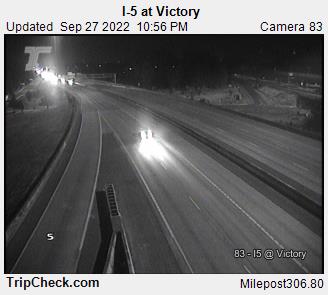 I-5 at Victory
Updated Sep 27 2022 10:56 PM Camera 83
S
83 - I5 @ Victory
TripCheck.com Milepost306.80